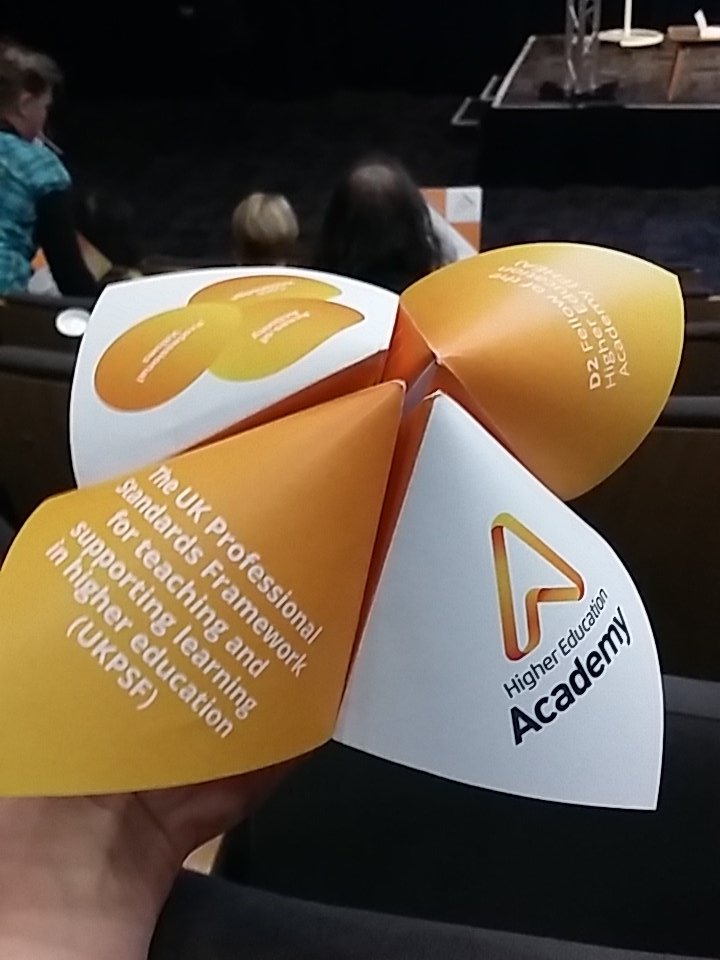 The UK Professional
Standards Framework
for teaching and
supporting learning
in higher education
(UKPSF)
Higher Education
Academy
D2 Fellow of the
Higher Education
Academy (FHEA)